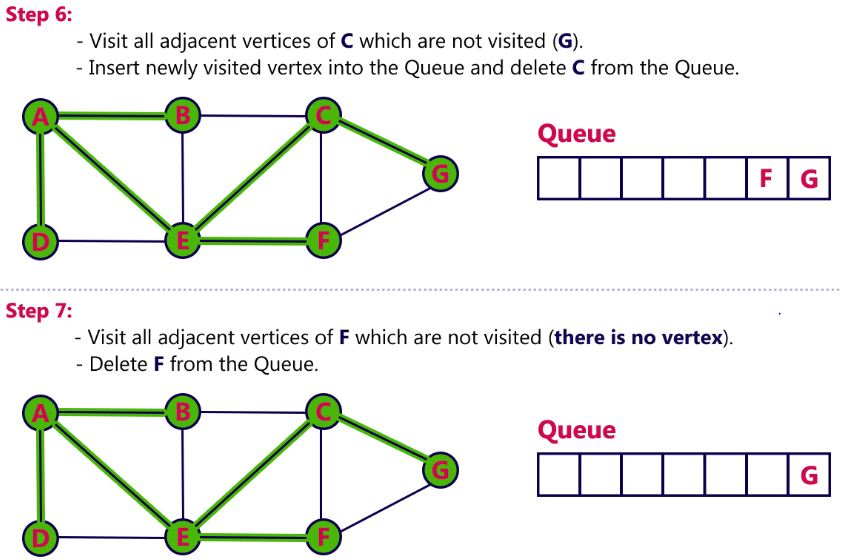 Step 6:
- Visit all adjacent vertices of C which are not visited (G).
- Insert newly visited vertex into the Queue and delete C from the Queue.
A B C
G
D E F
Queue
F G
Step 7:
- Visit all adjacent vertices of F which are not visited (there is no vertex).
- Delete F from the Queue.
A B C
G
D E F
Queue
G